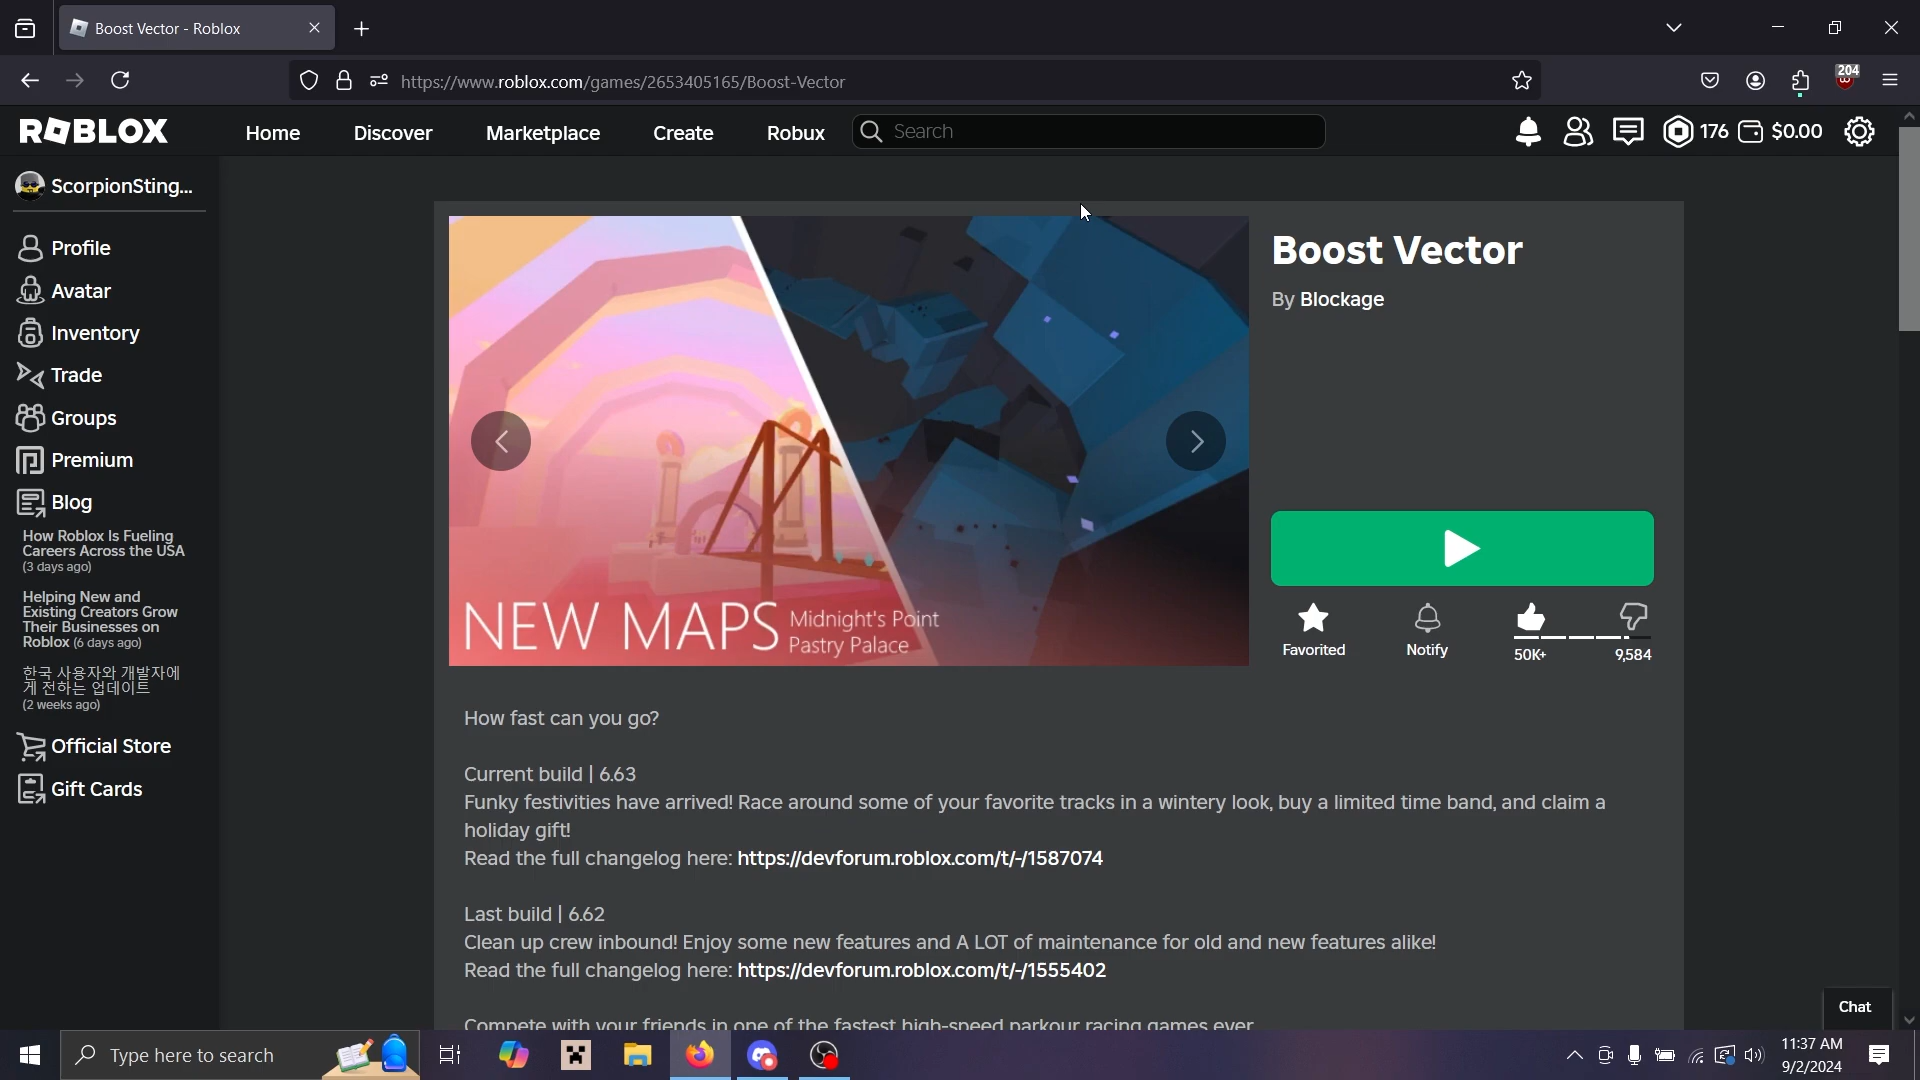 Boost Vector - Roblox
https://www.roblox.com/games/2653405165/Boost-Vector
204
ROBLOX
Home
Discover
Marketplace
Create
Robux
Search
176
$0.00
ScorpionSting...
Profile
Avatar
Inventory
Trade
Groups
Premium
Blog
How Roblox Is Fueling
Careers Across the USA
(3 days ago)
Helping New and
Existing Creators Grow
Their Businesses on
Roblox (6 days ago)
한국 사용자와 개발자에
게 전하는 업데이트
(2 weeks ago)
Official Store
Gift Cards
NEW MAPS
Midnight's Point
Pastry Palace
Boost Vector
By Blockage
Favorited
Notify
50K+
9,584
How fast can you go?
Current build | 6.63
Funky festivities have arrived! Race around some of your favorite tracks in a wintery look, buy a limited time band, and claim a
holiday gift!
Read the full changelog here: https://devforum.roblox.com/t/-/1587074
Last build | 6.62
Clean up crew inbound! Enjoy some new features and A LOT of maintenance for old and new features alike!
Read the full changelog here: https://devforum.roblox.com/t/-/1555402
Compete with your friends in one of the fastest high-speed parkour racing games ever
Chat
Type here to search
11:37 AM
9/2/2024